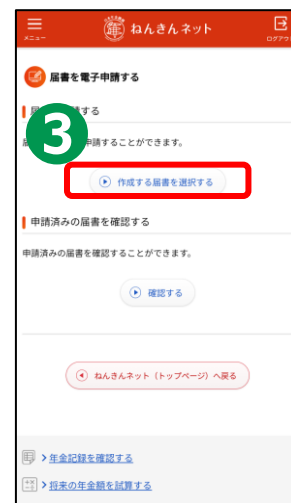 メニュー
ねんきんネット
ログアウト
届書を電子申請する
する
申請することができます。
3
作成する届書を選択する
申請済みの届書を確認する
申請済みの届書を確認することができます。
確認する
ねんきんネット（トップページ）へ戻る
年金記録を確認する
将来の年金額を試算する